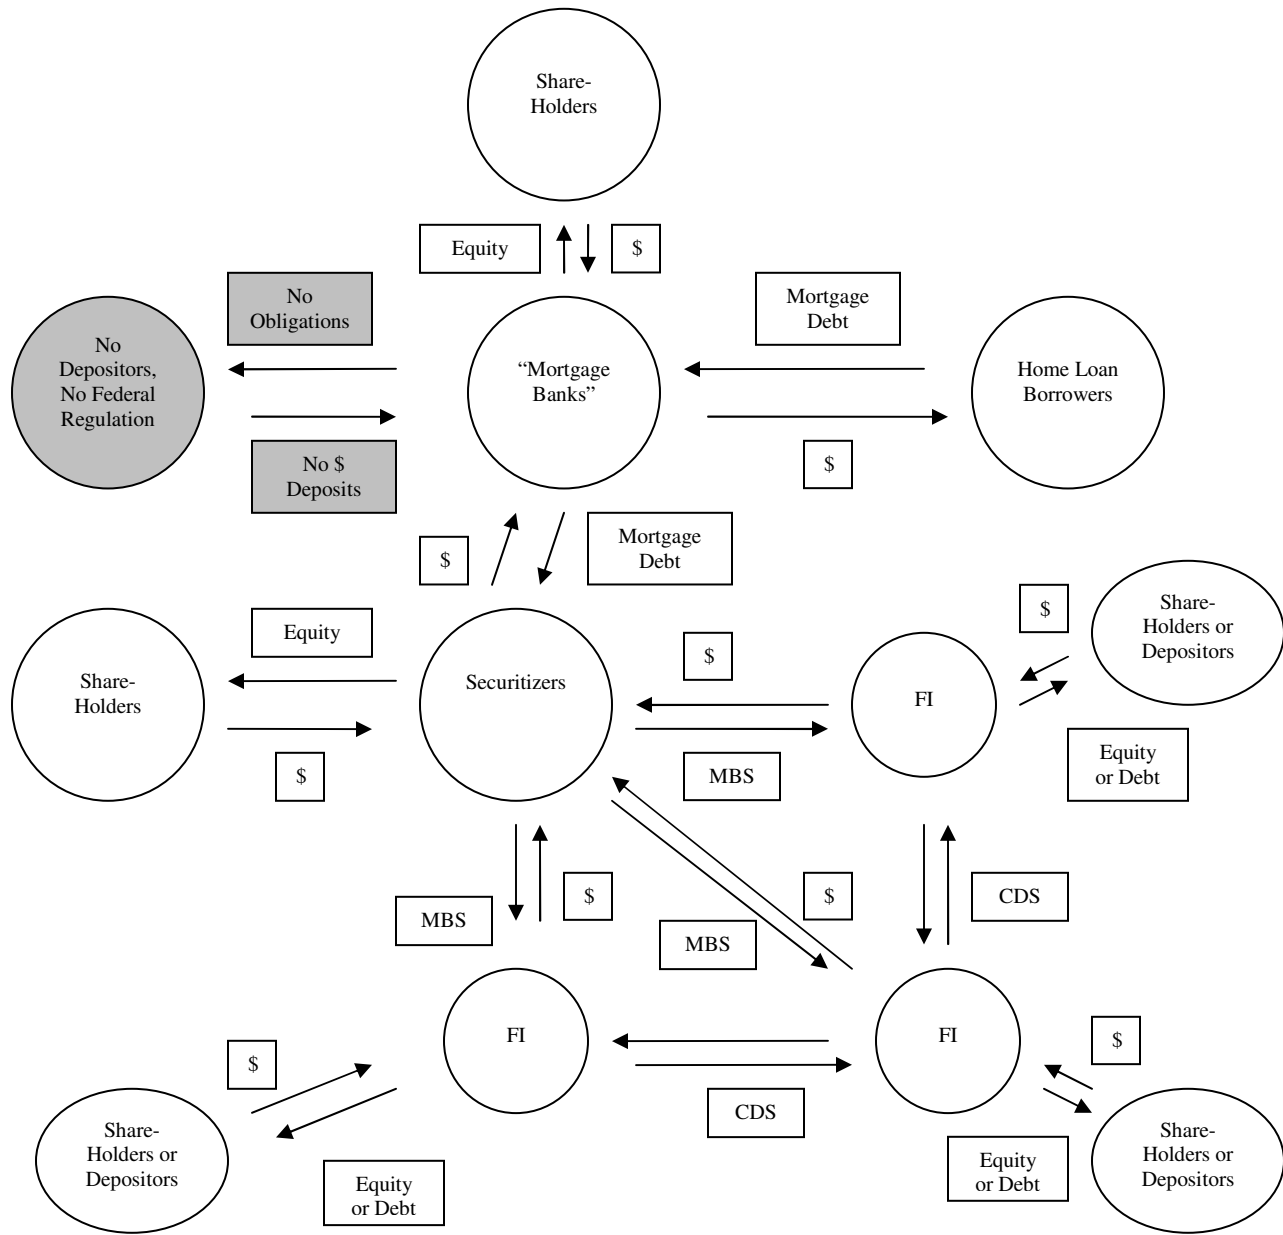 Share-
Holders
Equity
$
No
Obligations
Mortgage
Debt
No
Depositors,
No Federal
Regulation
“Mortgage
Banks”
Home Loan
Borrowers
No $
Deposits
$
$
Mortgage
Debt
Equity
Share-
Holders
$
Securitizers
$
MBS
FI
$
Share-
Holders or
Depositors
Equity
or Debt
MBS
$
MBS
$
CDS
FI
FI
CDS
$
Share-
Holders or
Depositors
Equity
or Debt
$
Equity
or Debt
Share-
Holders or
Depositors